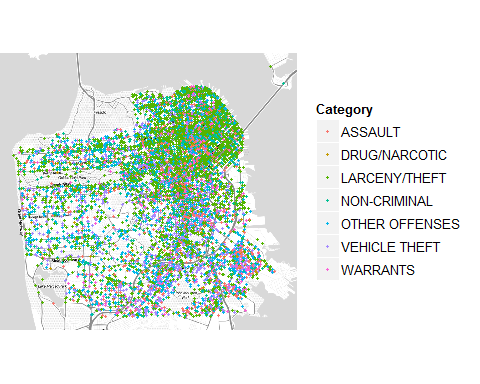 Category
ASSAULT
DRUG/NARCOTIC
LARCENY/THEFT
NON-CRIMINAL
OTHER OFFENSES
VEHICLE THEFT
WARRANTS